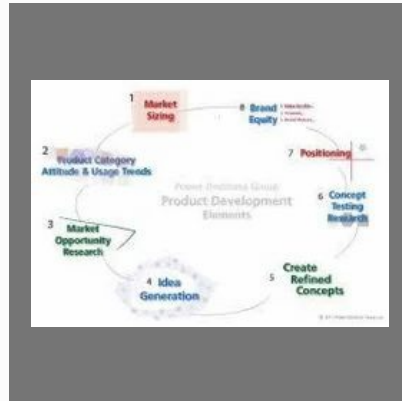 1 Market
Sizing
8 Brand
Equity
2 Product Category
Attitude & Usage Trends
7 Positioning
Product Development
Elements
6 Concept
Testing
Research
3 Market
Opportunity
Research
4 Idea
Generation
5 Create
Refined
Concepts